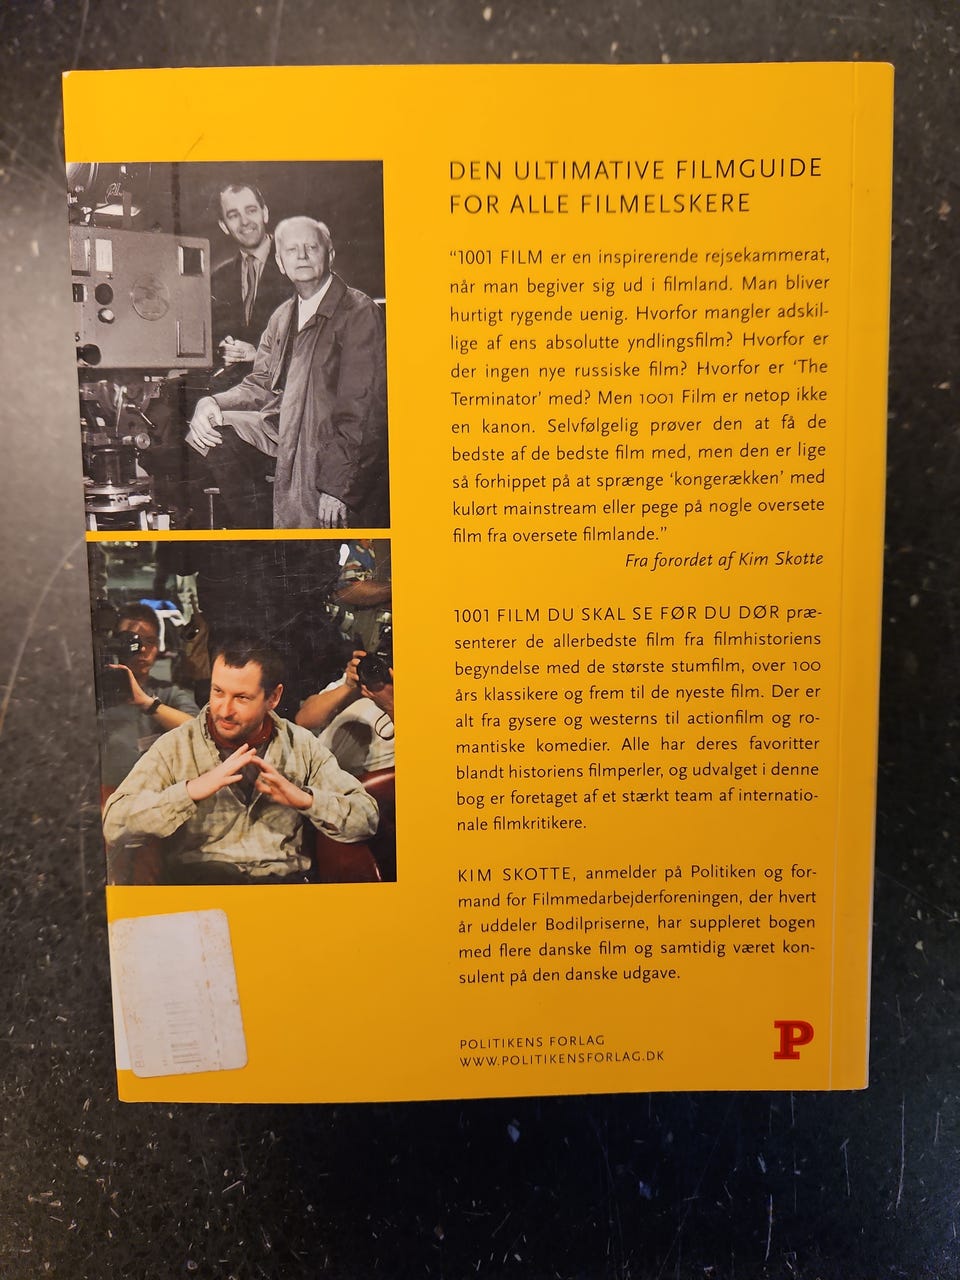 DEN ULTIMATIVE FILMGUIDE
FOR ALLE FILMELSKERE
“1001 FILM er en inspirerende rejsekammerat,
når man begiver sig ud i filmland. Man bliver
hurtigt rygende uenig. Hvorfor mangler adskil-
lige af ens absolutte yndlingsfilm? Hvorfor er
der ingen nye russiske film? Hvorfor er ‘The
Terminator’ med? Men 1001 Film er netop ikke
en kanon. Selvfølgelig prøver den at få de
bedste af de bedste film med, men den er lige
så forhippet på at sprænge ‘kongerækken’ med
kulørt mainstream eller pege på nogle oversete
film fra oversete filmlande.”
Fra forordet af Kim Skotte
1001 FILM DU SKAL SE FØR DU DØR præ-
senterer de allerbedste film fra filmhistoriens
begyndelse med de største stumfilm, over 100
års klassikere og frem til de nyeste film. Der er
alt fra gysere og westerns til actionfilm og ro-
mantiske komedier. Alle har deres favoritter
blandt historiens filmperler, og udvalget i denne
bog er foretaget af et stærkt team af internatio-
nale filmkritikere.
KIM SKOTTE, anmelder på Politiken og for-
mand for Filmmedarbejderforeningen, der hvert
år uddeler Bodilpriserne, har suppleret bogen
med flere danske film og samtidig været kon-
sulent på den danske udgave.
POLITIKENS FORLAG
WWW.POLITIKENSFORLAG.DK
P